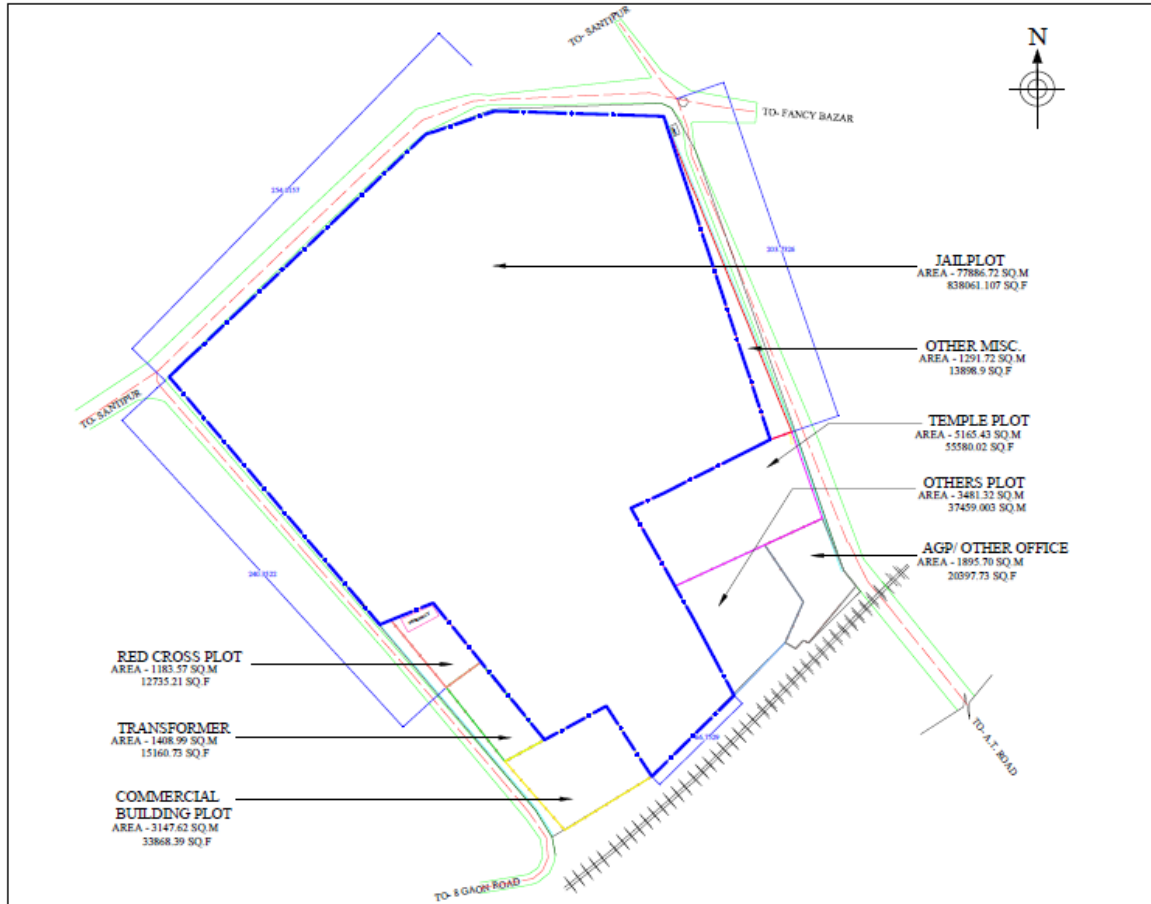 TO- SANTIPUR
N
TO- FANCY BAZAR
JAILPLOT
AREA - 77886.72 SQ.M
838061.107 SQ.F
OTHER MISC.
AREA - 1291.72 SQ.M
13898.9 SQ.F
TO- SANTIPUR
TEMPLE PLOT
AREA - 5165.43 SQ.M
55580.02 SQ.F
OTHERS PLOT
AREA - 3481.32 SQ.M
37459.003 SQ.M
AGP/ OTHER OFFICE
AREA - 1895.70 SQ.M
20397.73 SQ.F
RED CROSS PLOT
AREA - 1183.57 SQ.M
12735.21 SQ.F
TRANSFORMER
AREA - 1408.99 SQ.M
15160.73 SQ.F
TO- A.T. ROAD
COMMERCIAL
BUILDING PLOT
AREA - 3147.62 SQ.M
33868.39 SQ.F
TO- 8 GAON ROAD